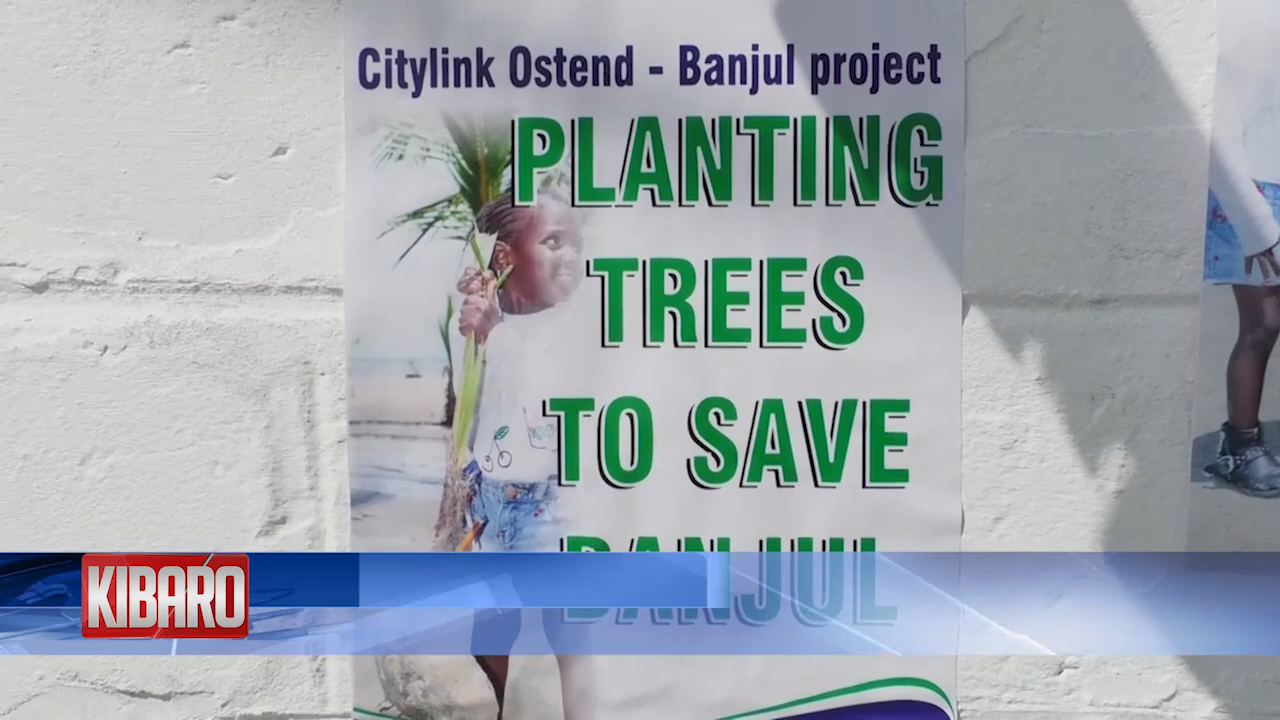 Citylink Ostend - Banjul project
PLANTING
TREES
TO SAVE
BANJUL
KIBARO